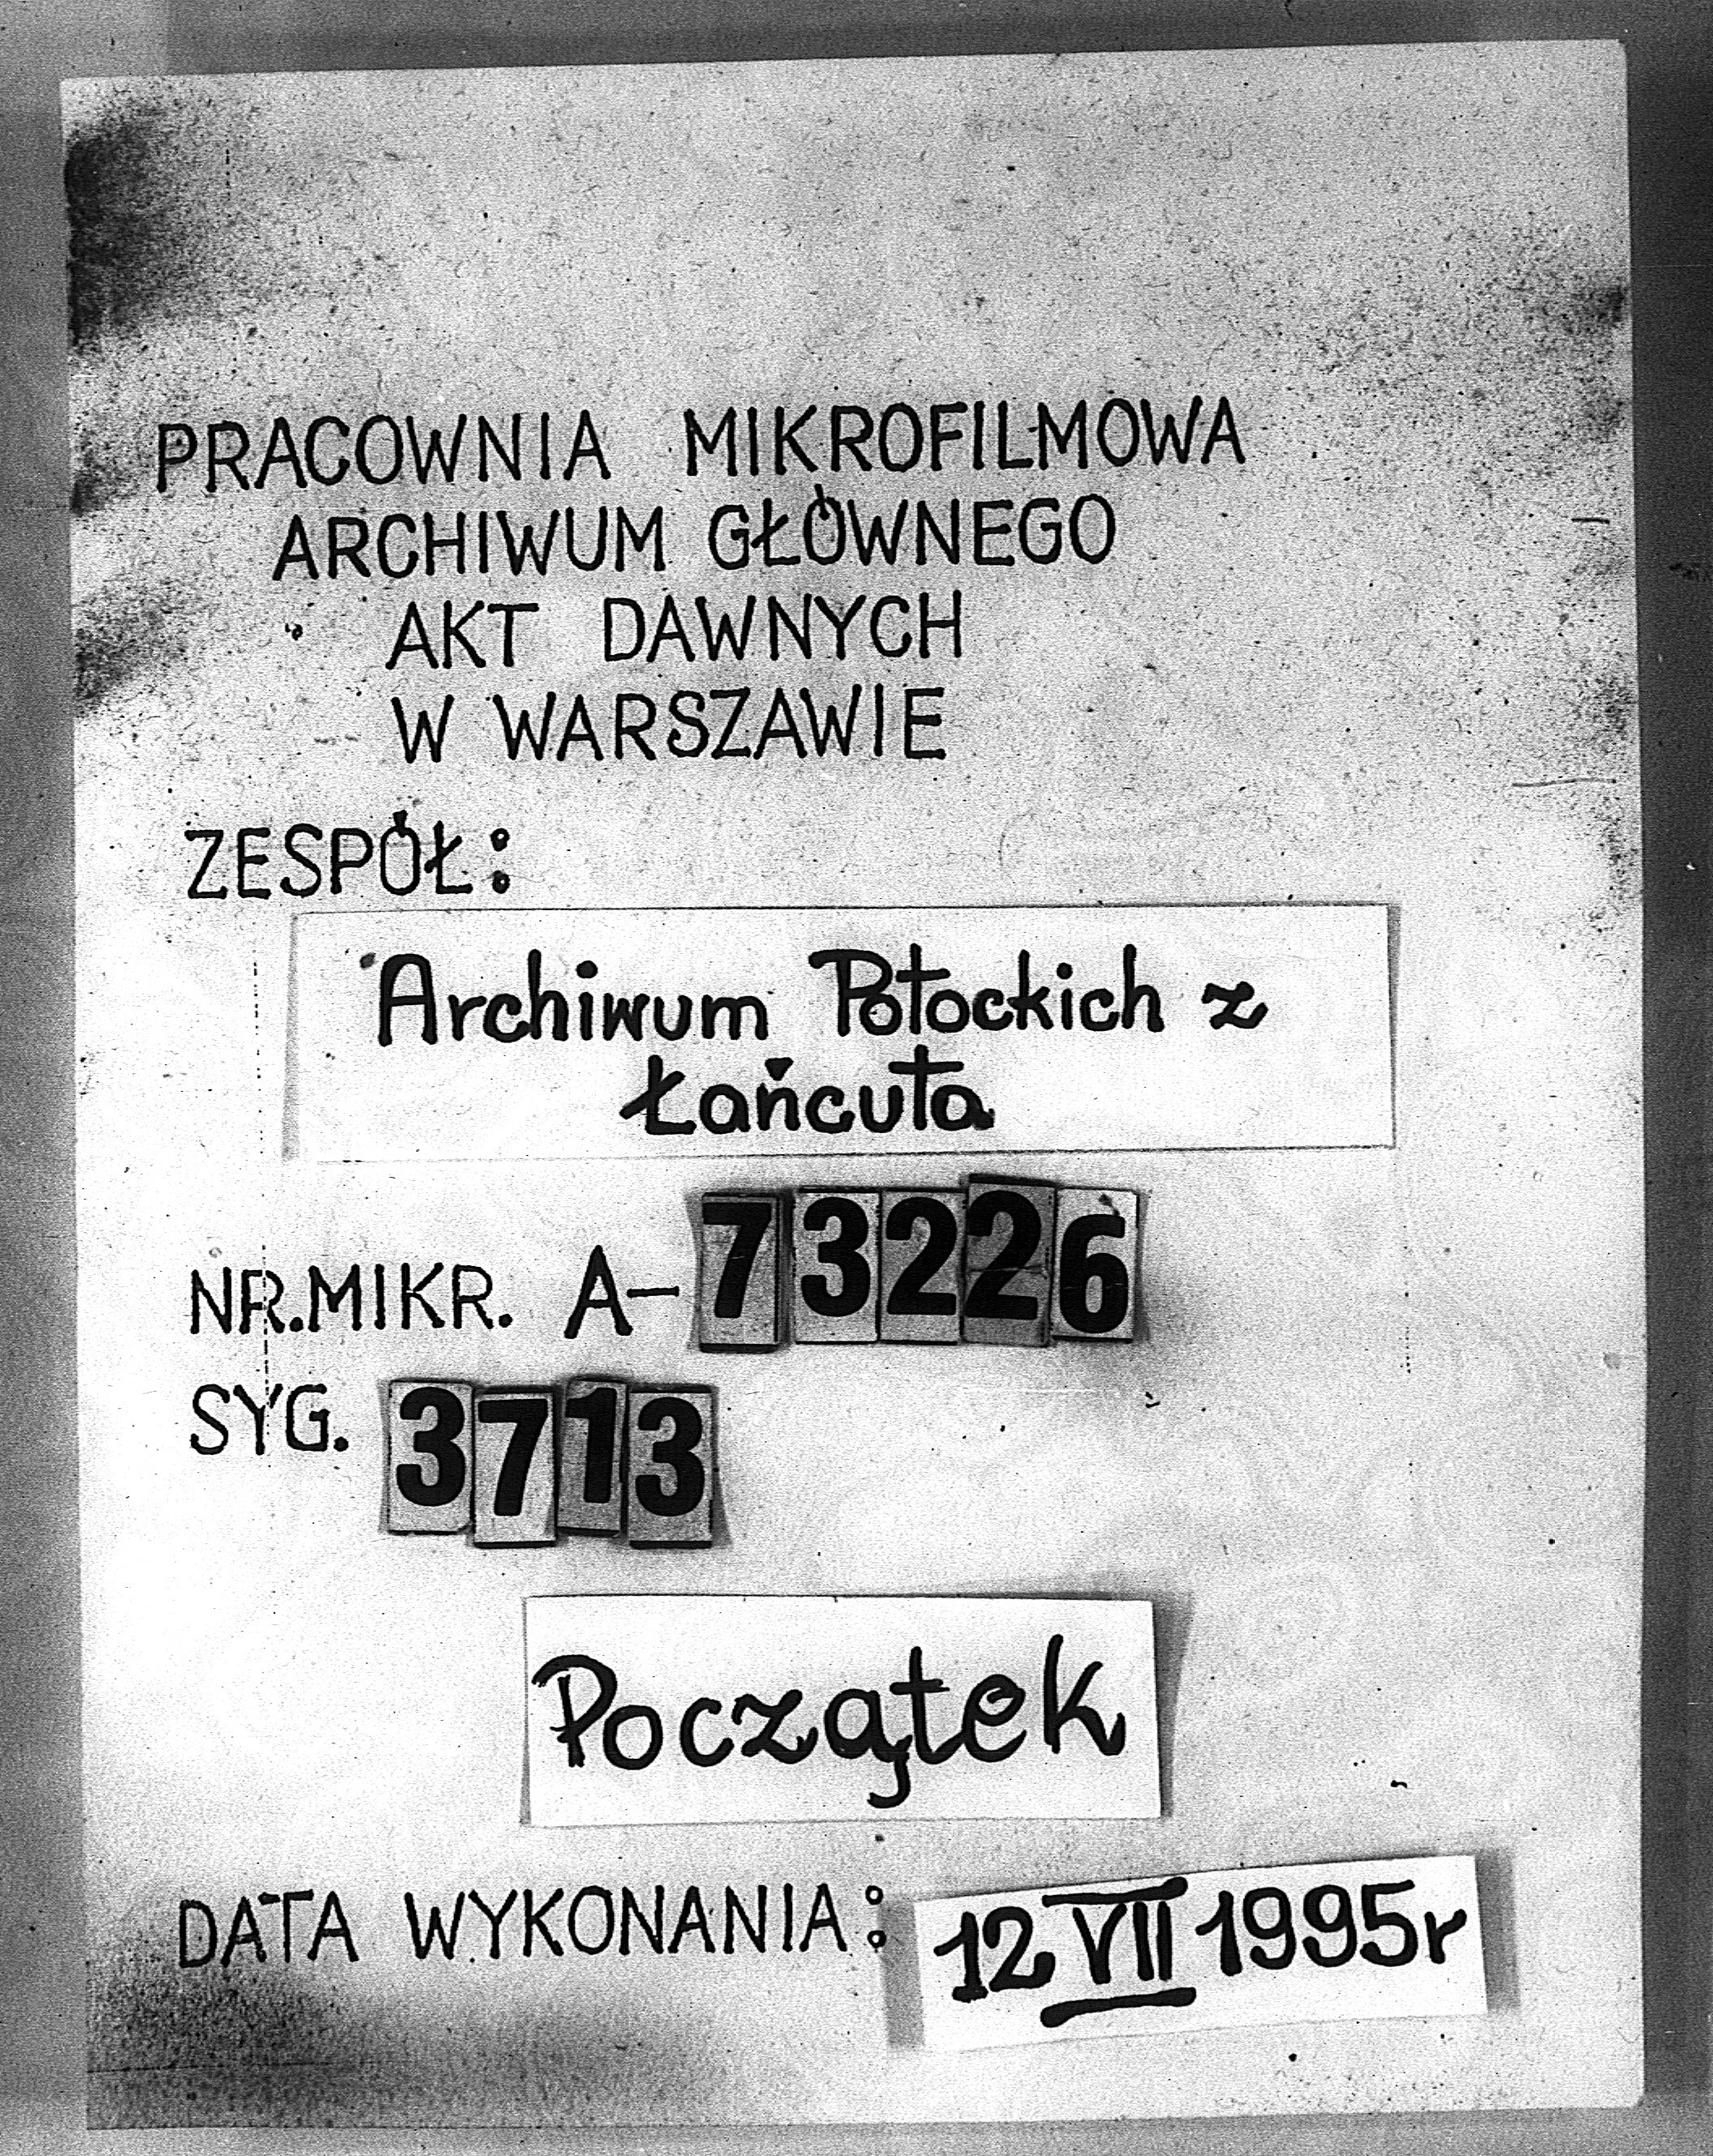 PRACOWNIA MIKROFILMOWA
ARCHIWUM GŁÓWNEGO
AKT DAWNYCH
W WARSZAWIE
ZESPÓŁ:
Archiwum Potockich z
Łańcuta
NR.MIKR. A-73226
SYG. 3713
Początek
DATA WYKONANIA: 12 VII 1995r